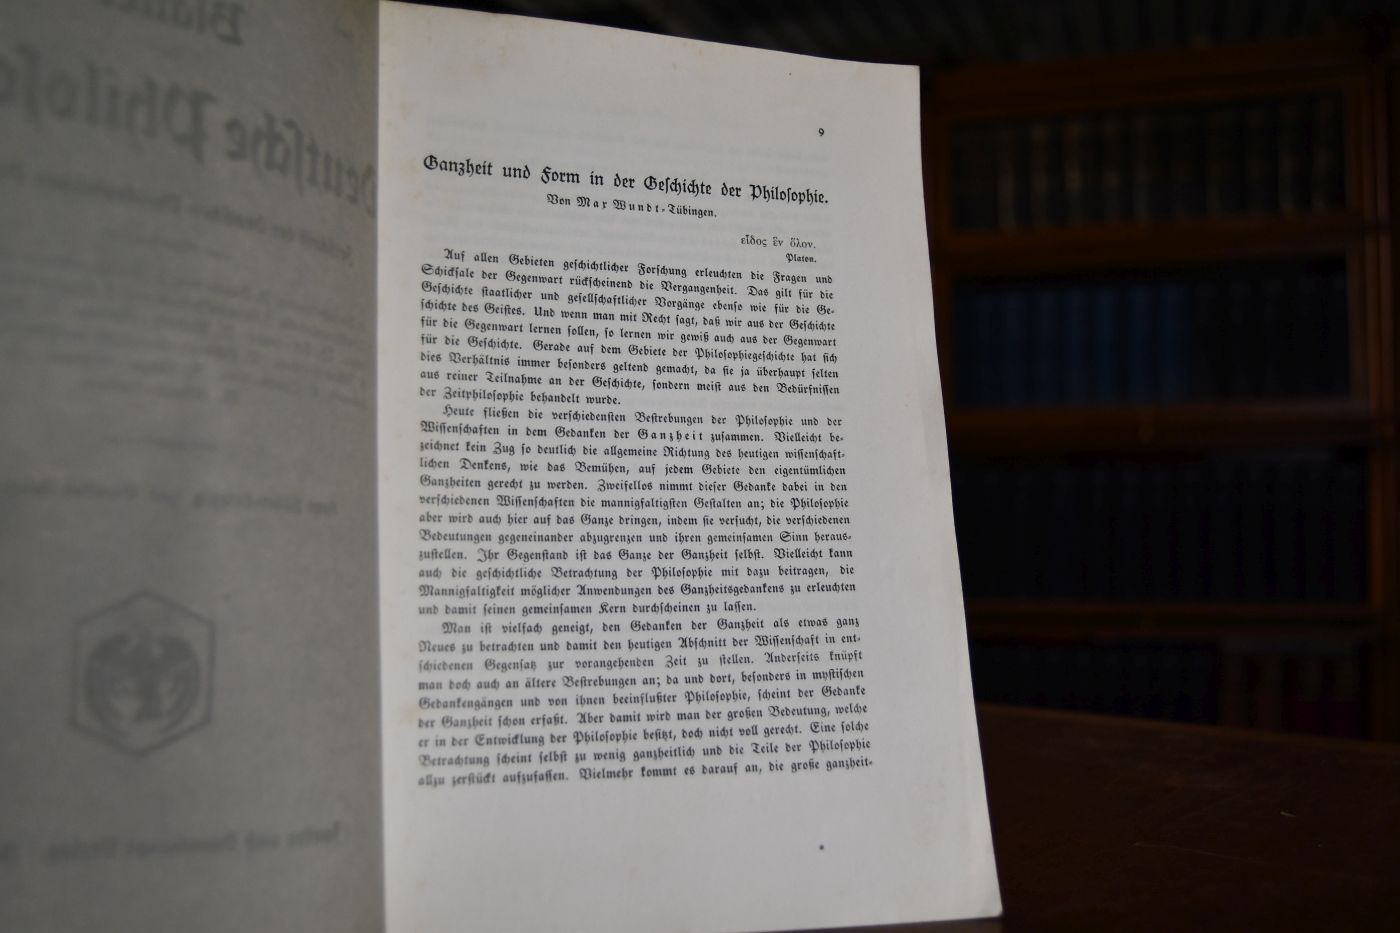 9
Ganzheit und Form in der Geschichte der Philosophie.
Von Max Wundt-Tübingen.
εἶδος ἓν ὅλον.
Platon.
Auf allen Gebieten geschichtlicher Forschung erleuchten die Fragen und
Schicksale der Gegenwart rückscheinend die Vergangenheit. Das gilt für die
Geschichte staatlicher und gesellschaftlicher Vorgänge ebenso wie für die Ge-
schichte des Geistes. Und wenn man mit Recht sagt, daß wir aus der Geschichte
für die Gegenwart lernen sollen, so lernen wir gewiß auch aus der Gegenwart
für die Geschichte. Gerade auf dem Gebiete der Philosophiegeschichte hat sich
dies Verhältnis immer besonders geltend gemacht, da sie ja überhaupt selten
aus reiner Teilnahme an der Geschichte, sondern meist aus den Bedürfnissen
der Zeitphilosophie behandelt wurde.
Heute fließen die verschiedensten Bestrebungen der Philosophie und der
Wissenschaften in dem Gedanken der Ganzheit zusammen. Vielleicht be-
zeichnet kein Zug so deutlich die allgemeine Richtung des heutigen wissenschaft-
lichen Denkens, wie das Bemühen, auf jedem Gebiete den eigentümlichen
Ganzheiten gerecht zu werden. Zweifellos nimmt dieser Gedanke dabei in den
verschiedenen Wissenschaften die mannigfaltigsten Gestalten an; die Philosophie
aber wird auch hier auf das Ganze dringen, indem sie versucht, die verschiedenen
Bedeutungen gegeneinander abzugrenzen und ihren gemeinsamen Sinn heraus-
zustellen. Ihr Gegenstand ist das Ganze der Ganzheit selbst. Vielleicht kann
auch die geschichtliche Betrachtung der Philosophie mit dazu beitragen, die
Mannigfaltigkeit möglicher Anwendungen des Ganzheitsgedankens zu erleuchten
und damit seinen gemeinsamen Kern durchscheinen zu lassen.
Man ist vielfach geneigt, den Gedanken der Ganzheit als etwas ganz
Neues zu betrachten und damit den heutigen Abschnitt der Wissenschaft in ent-
schiedenen Gegensatz zur vorangehenden Zeit zu stellen. Anderseits knüpft
man doch auch an ältere Bestrebungen an; da und dort, besonders in mystischen
Gedankengängen und von ihnen beeinflußter Philosophie, scheint der Gedanke
der Ganzheit schon erfaßt. Aber damit wird man der großen Bedeutung, welche
er in der Entwicklung der Philosophie besitzt, doch nicht voll gerecht. Eine solche
Betrachtung scheint selbst zu wenig ganzheitlich und die Teile der Philosophie
allzu zerstückt aufzufassen. Vielmehr kommt es darauf an, die große ganzheit-